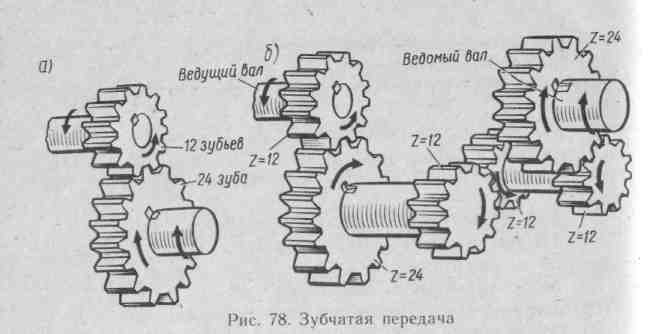 а)
12 зубьев
24 зуба
б)
Ведущий вал
Z=12
Z=24
Z=12
Z=12
Z=12
Ведомый вал
Z=24
Рис. 78. Зубчатая передача